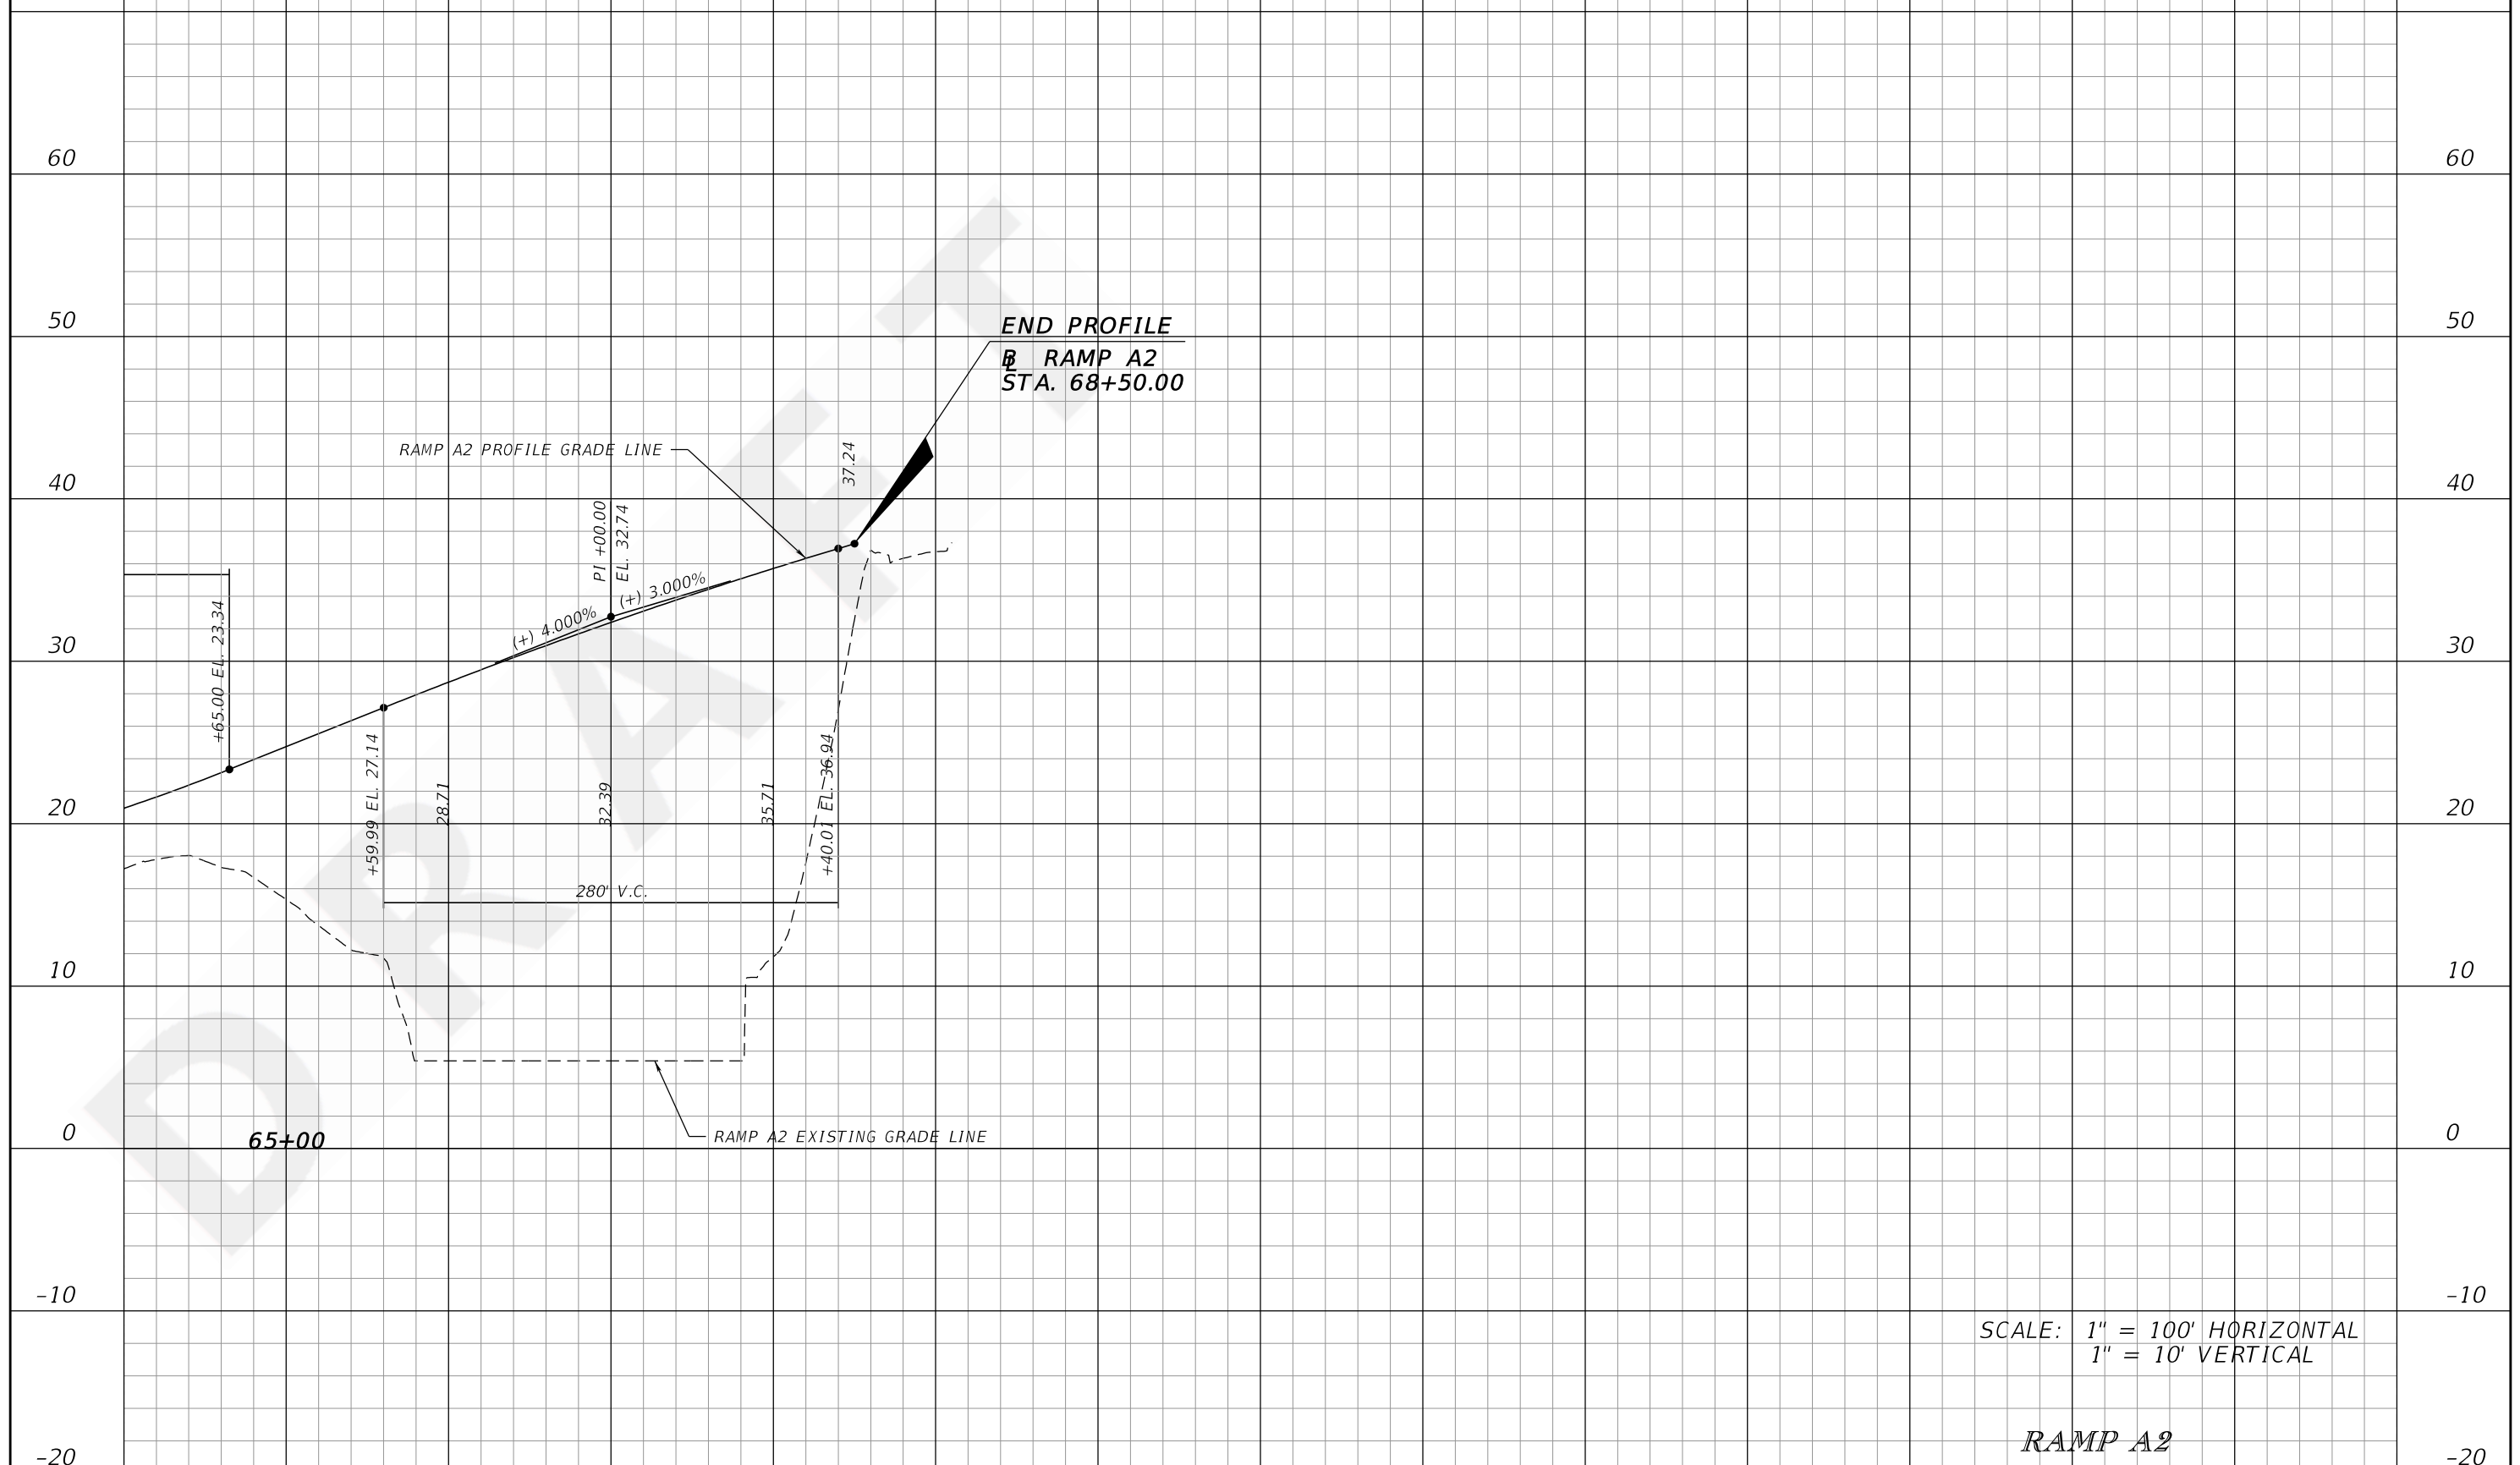 60 60
50 50
END PROFILE
BL RAMP A2
STA. 68+50.00
RAMP A2 PROFILE GRADE LINE
37.24
40 40
PI +00.00
EL. 32.74
(+) 3.000%
(+) 4.000%
+65.00 EL. 23.34
30 30
+59.99 EL. 27.14
28.71
32.39
35.71
+40.01 EL. 36.94
20 20
280' V.C.
10 10
0 0
65+00
RAMP A2 EXISTING GRADE LINE
-10 -10
SCALE: 1" = 100' HORIZONTAL
1" = 10' VERTICAL
RAMP A2
-20 -20
DRAFT